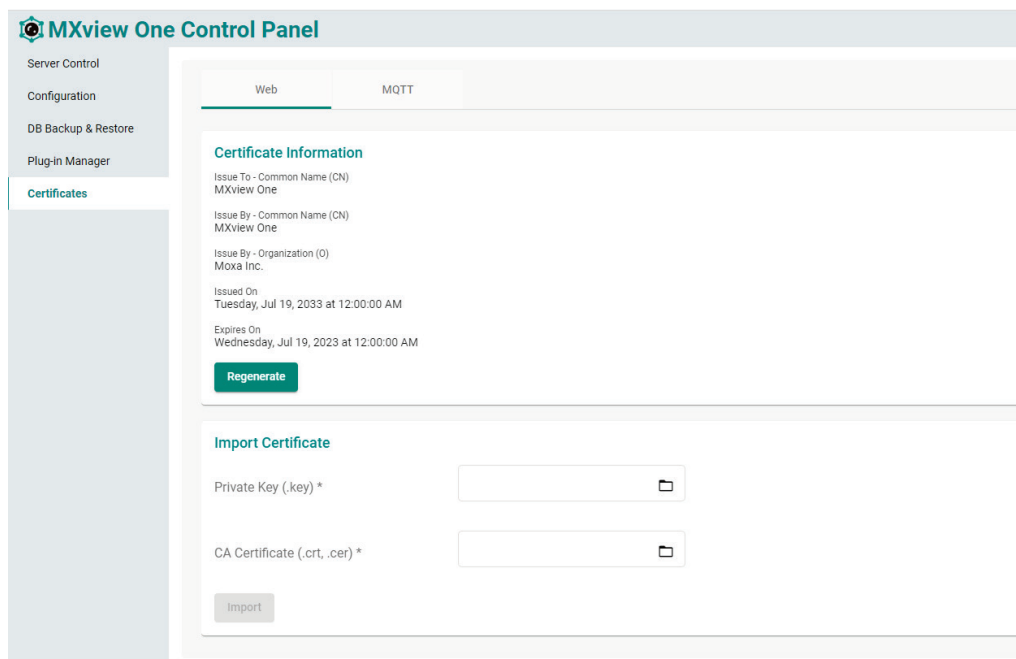 MXview One Control Panel
Server Control
Configuration
DB Backup & Restore
Plug-in Manager
Certificates
Web
MQTT
Certificate Information
Issue To - Common Name (CN)
MXview One
Issue By - Common Name (CN)
MXview One
Issue By - Organization (O)
Moxa Inc.
Issued On
Tuesday, Jul 19, 2033 at 12:00:00 AM
Expires On
Wednesday, Jul 19, 2023 at 12:00:00 AM
Regenerate
Import Certificate
Private Key (.key) *
CA Certificate (.crt, .cer) *
Import